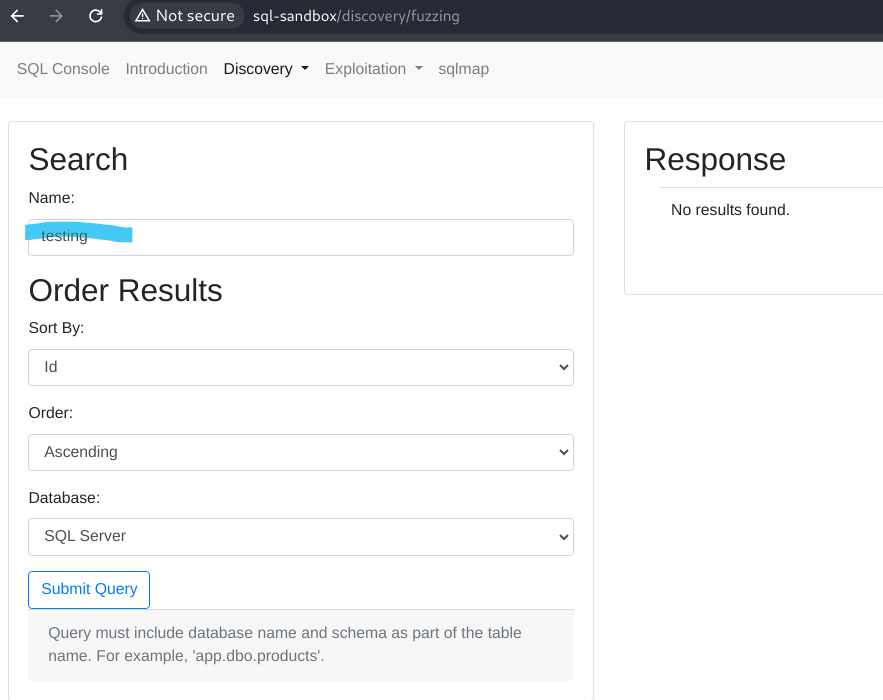 Not secure sql-sandbox/discovery/fuzzing
SQL Console Introduction Discovery Exploitation sqlmap
Search
Name:
testing
Order Results
Sort By:
Id
Order:
Ascending
Database:
SQL Server
Submit Query
Query must include database name and schema as part of the table
name. For example, 'app.dbo.products'.
Response
No results found.